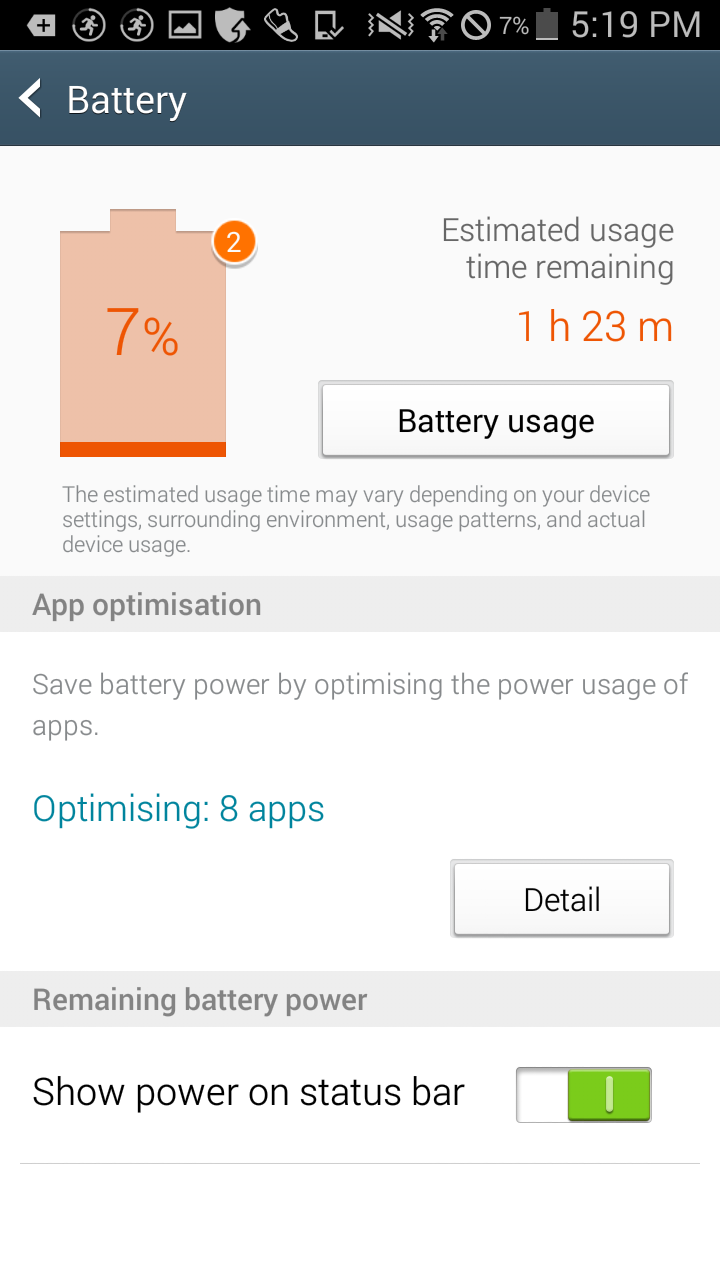 7% 5:19 PM
Battery
2
7%
Estimated usage
time remaining
1 h 23 m
Battery usage
The estimated usage time may vary depending on your device
settings, surrounding environment, usage patterns, and actual
device usage.
App optimisation
Save battery power by optimising the power usage of
apps.
Optimising: 8 apps
Detail
Remaining battery power
Show power on status bar